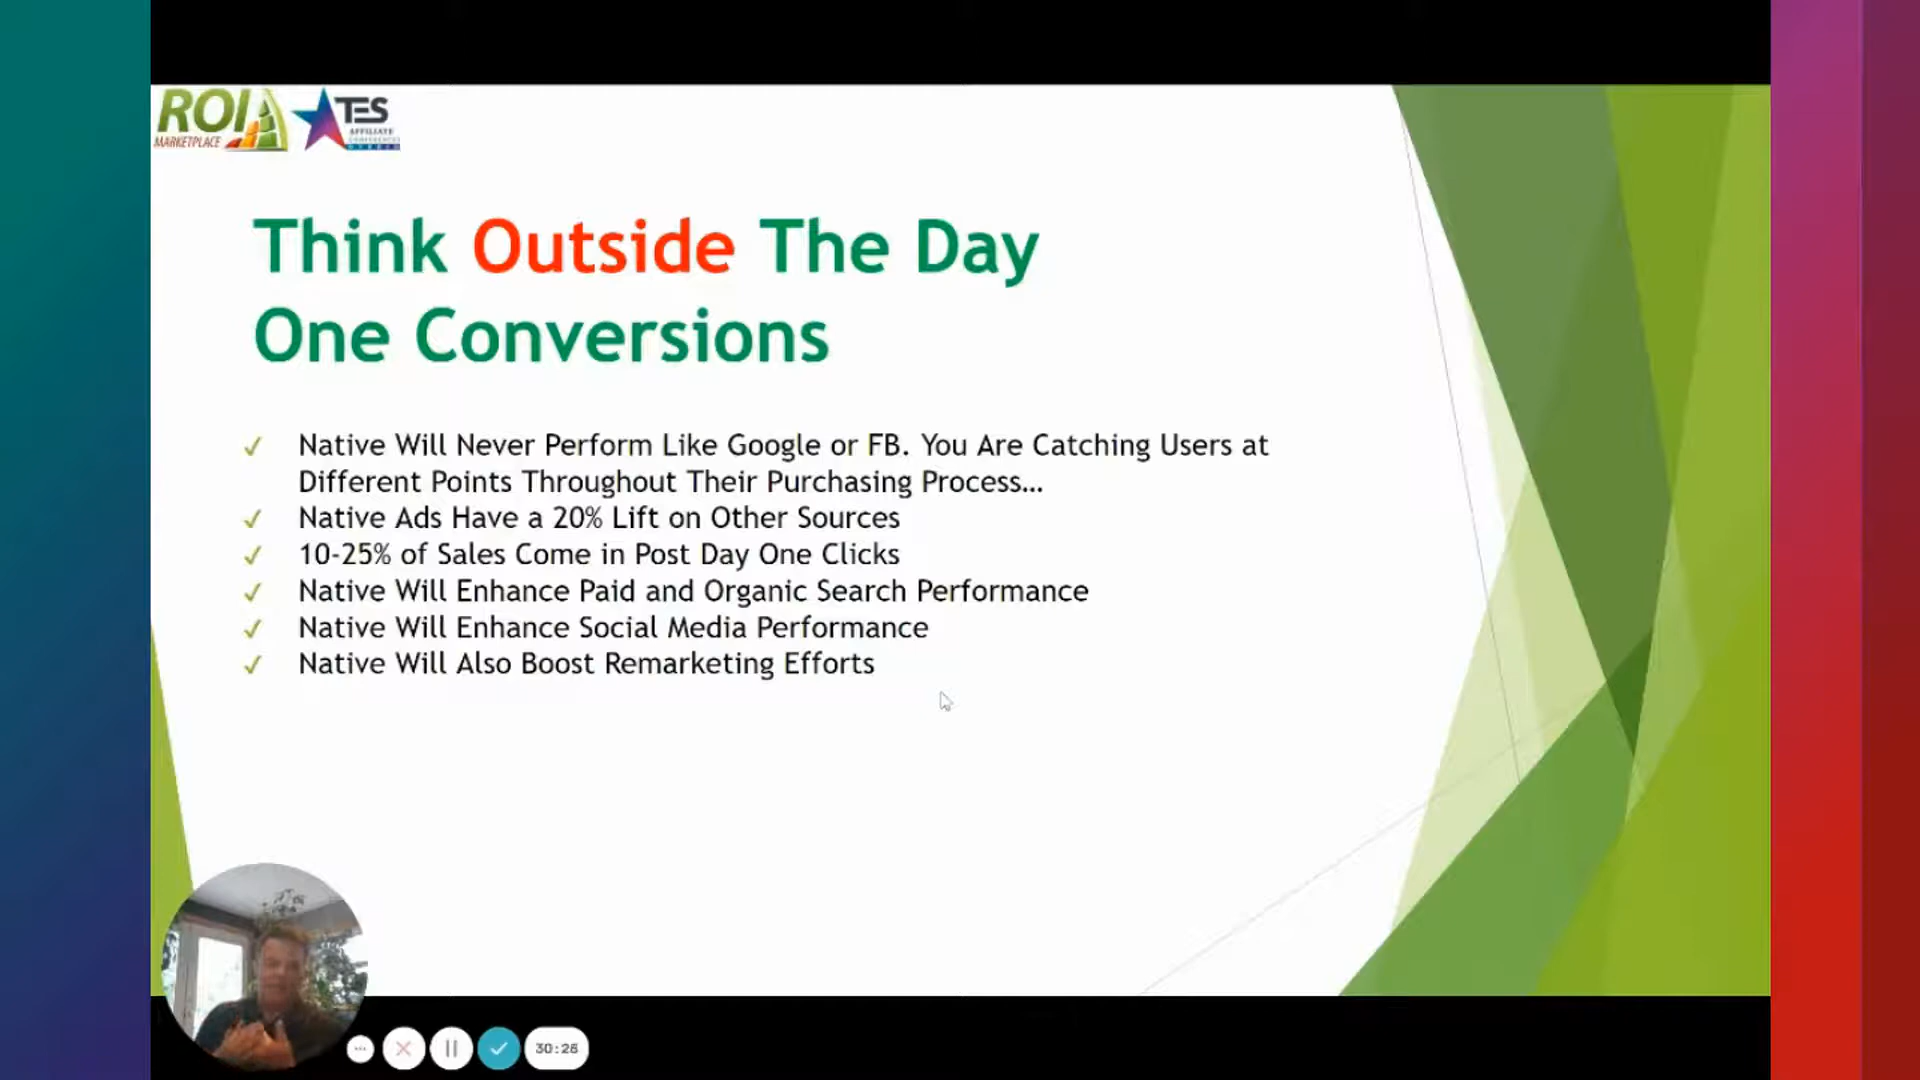 ROI
MARKETPLACE
TES
AFFILIATE
CONFERENCES
HYBRID
Think Outside The Day
One Conversions
✓ Native Will Never Perform Like Google or FB. You Are Catching Users at
Different Points Throughout Their Purchasing Process...
✓ Native Ads Have a 20% Lift on Other Sources
✓ 10-25% of Sales Come in Post Day One Clicks
✓ Native Will Enhance Paid and Organic Search Performance
✓ Native Will Enhance Social Media Performance
✓ Native Will Also Boost Remarketing Efforts
30:26